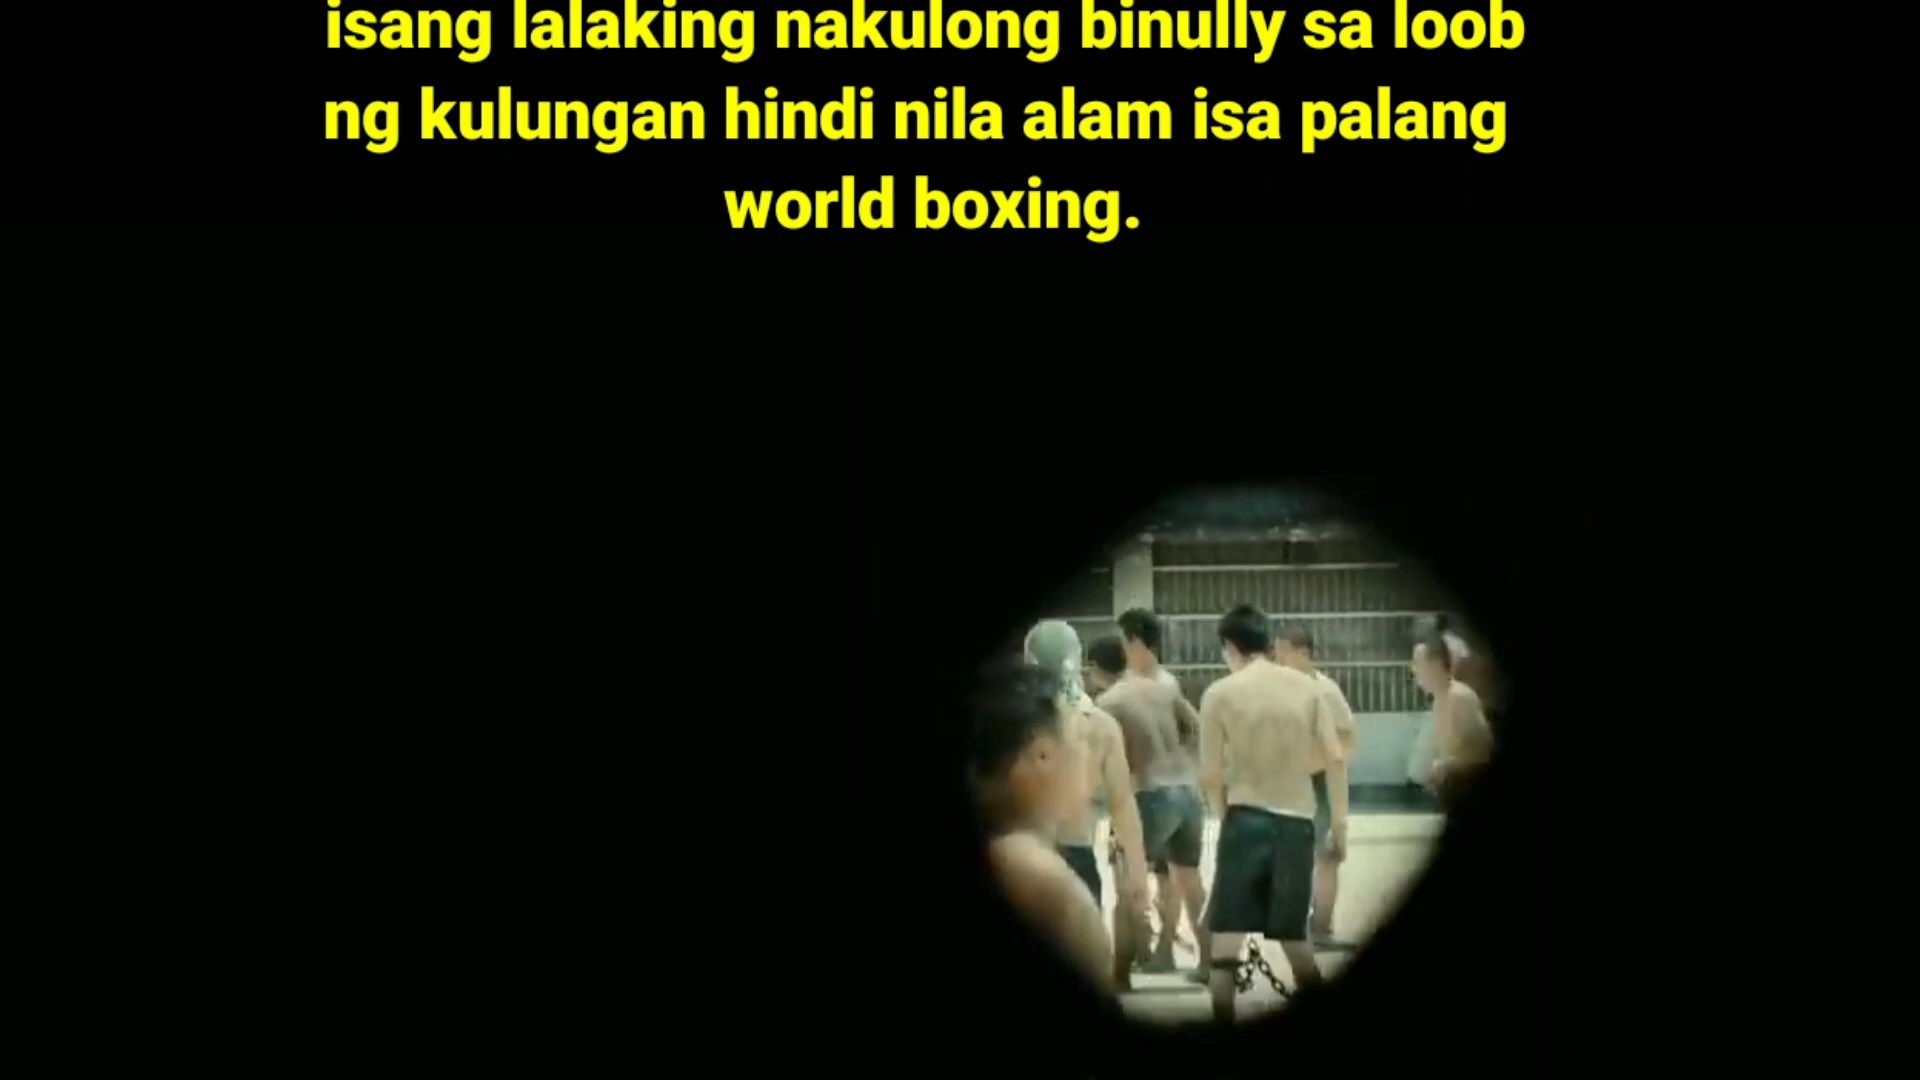 isang lalaking nakulong binully sa loob
ng kulungan hindi nila alam isa palang
world boxing.